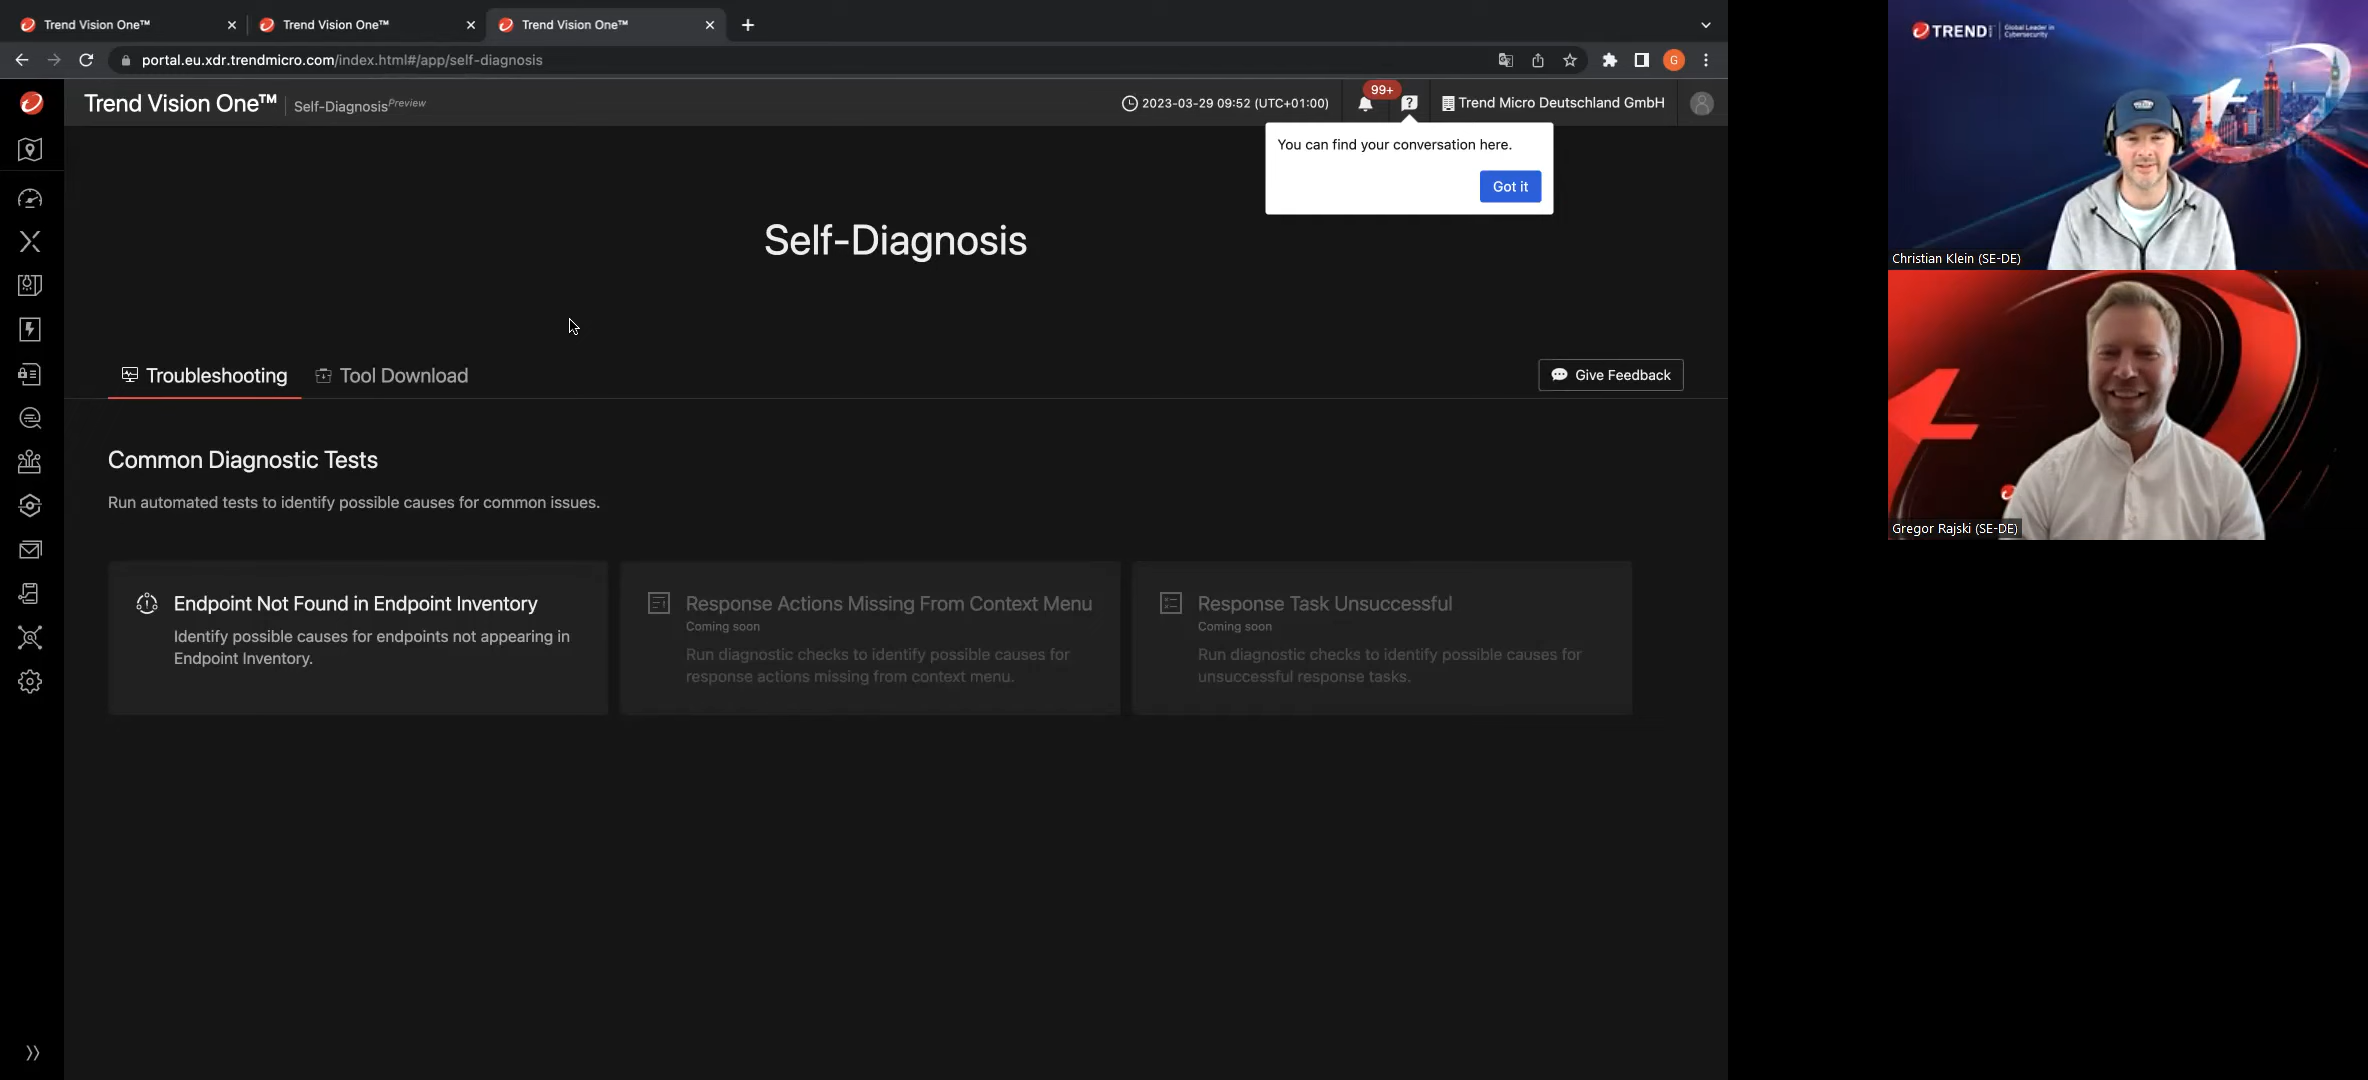 Trend Vision One™
Trend Vision One™
Trend Vision One™
portal.eu.xdr.trendmicro.com/index.html#/app/self-diagnosis
G
Trend Vision One™ Self-Diagnosis Preview
2023-03-29 09:52 (UTC+01:00)
99+
Trend Micro Deutschland GmbH
You can find your conversation here.
Got it
Self-Diagnosis
Troubleshooting
Tool Download
Give Feedback
Common Diagnostic Tests
Run automated tests to identify possible causes for common issues.
Endpoint Not Found in Endpoint Inventory
Identify possible causes for endpoints not appearing in
Endpoint Inventory.
Response Actions Missing From Context Menu
Coming soon
Run diagnostic checks to identify possible causes for
response actions missing from context menu.
Response Task Unsuccessful
Coming soon
Run diagnostic checks to identify possible causes for
unsuccessful response tasks.
TREND
Global Leader in
Cybersecurity
Christian Klein (SE-DE)
Gregor Rajski (SE-DE)